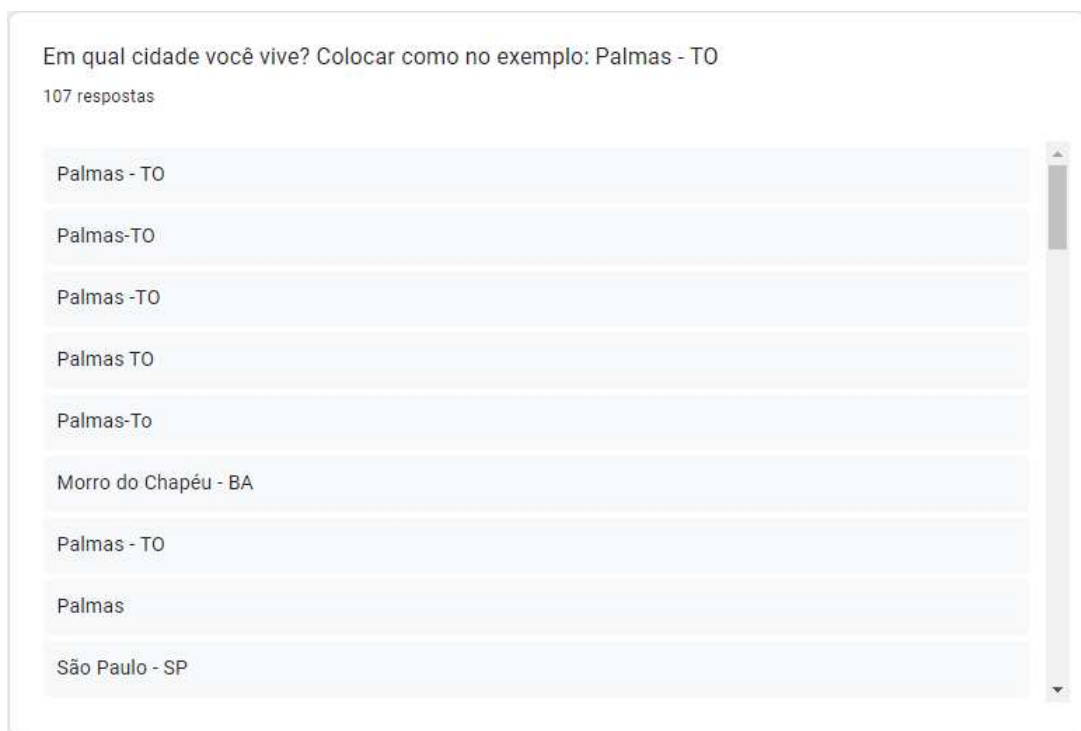 Em qual cidade você vive? Colocar como no exemplo: Palmas - TO
107 respostas
Palmas - TO
Palmas-TO
Palmas -TO
Palmas TO
Palmas-To
Morro do Chapéu - BA
Palmas - TO
Palmas
São Paulo - SP